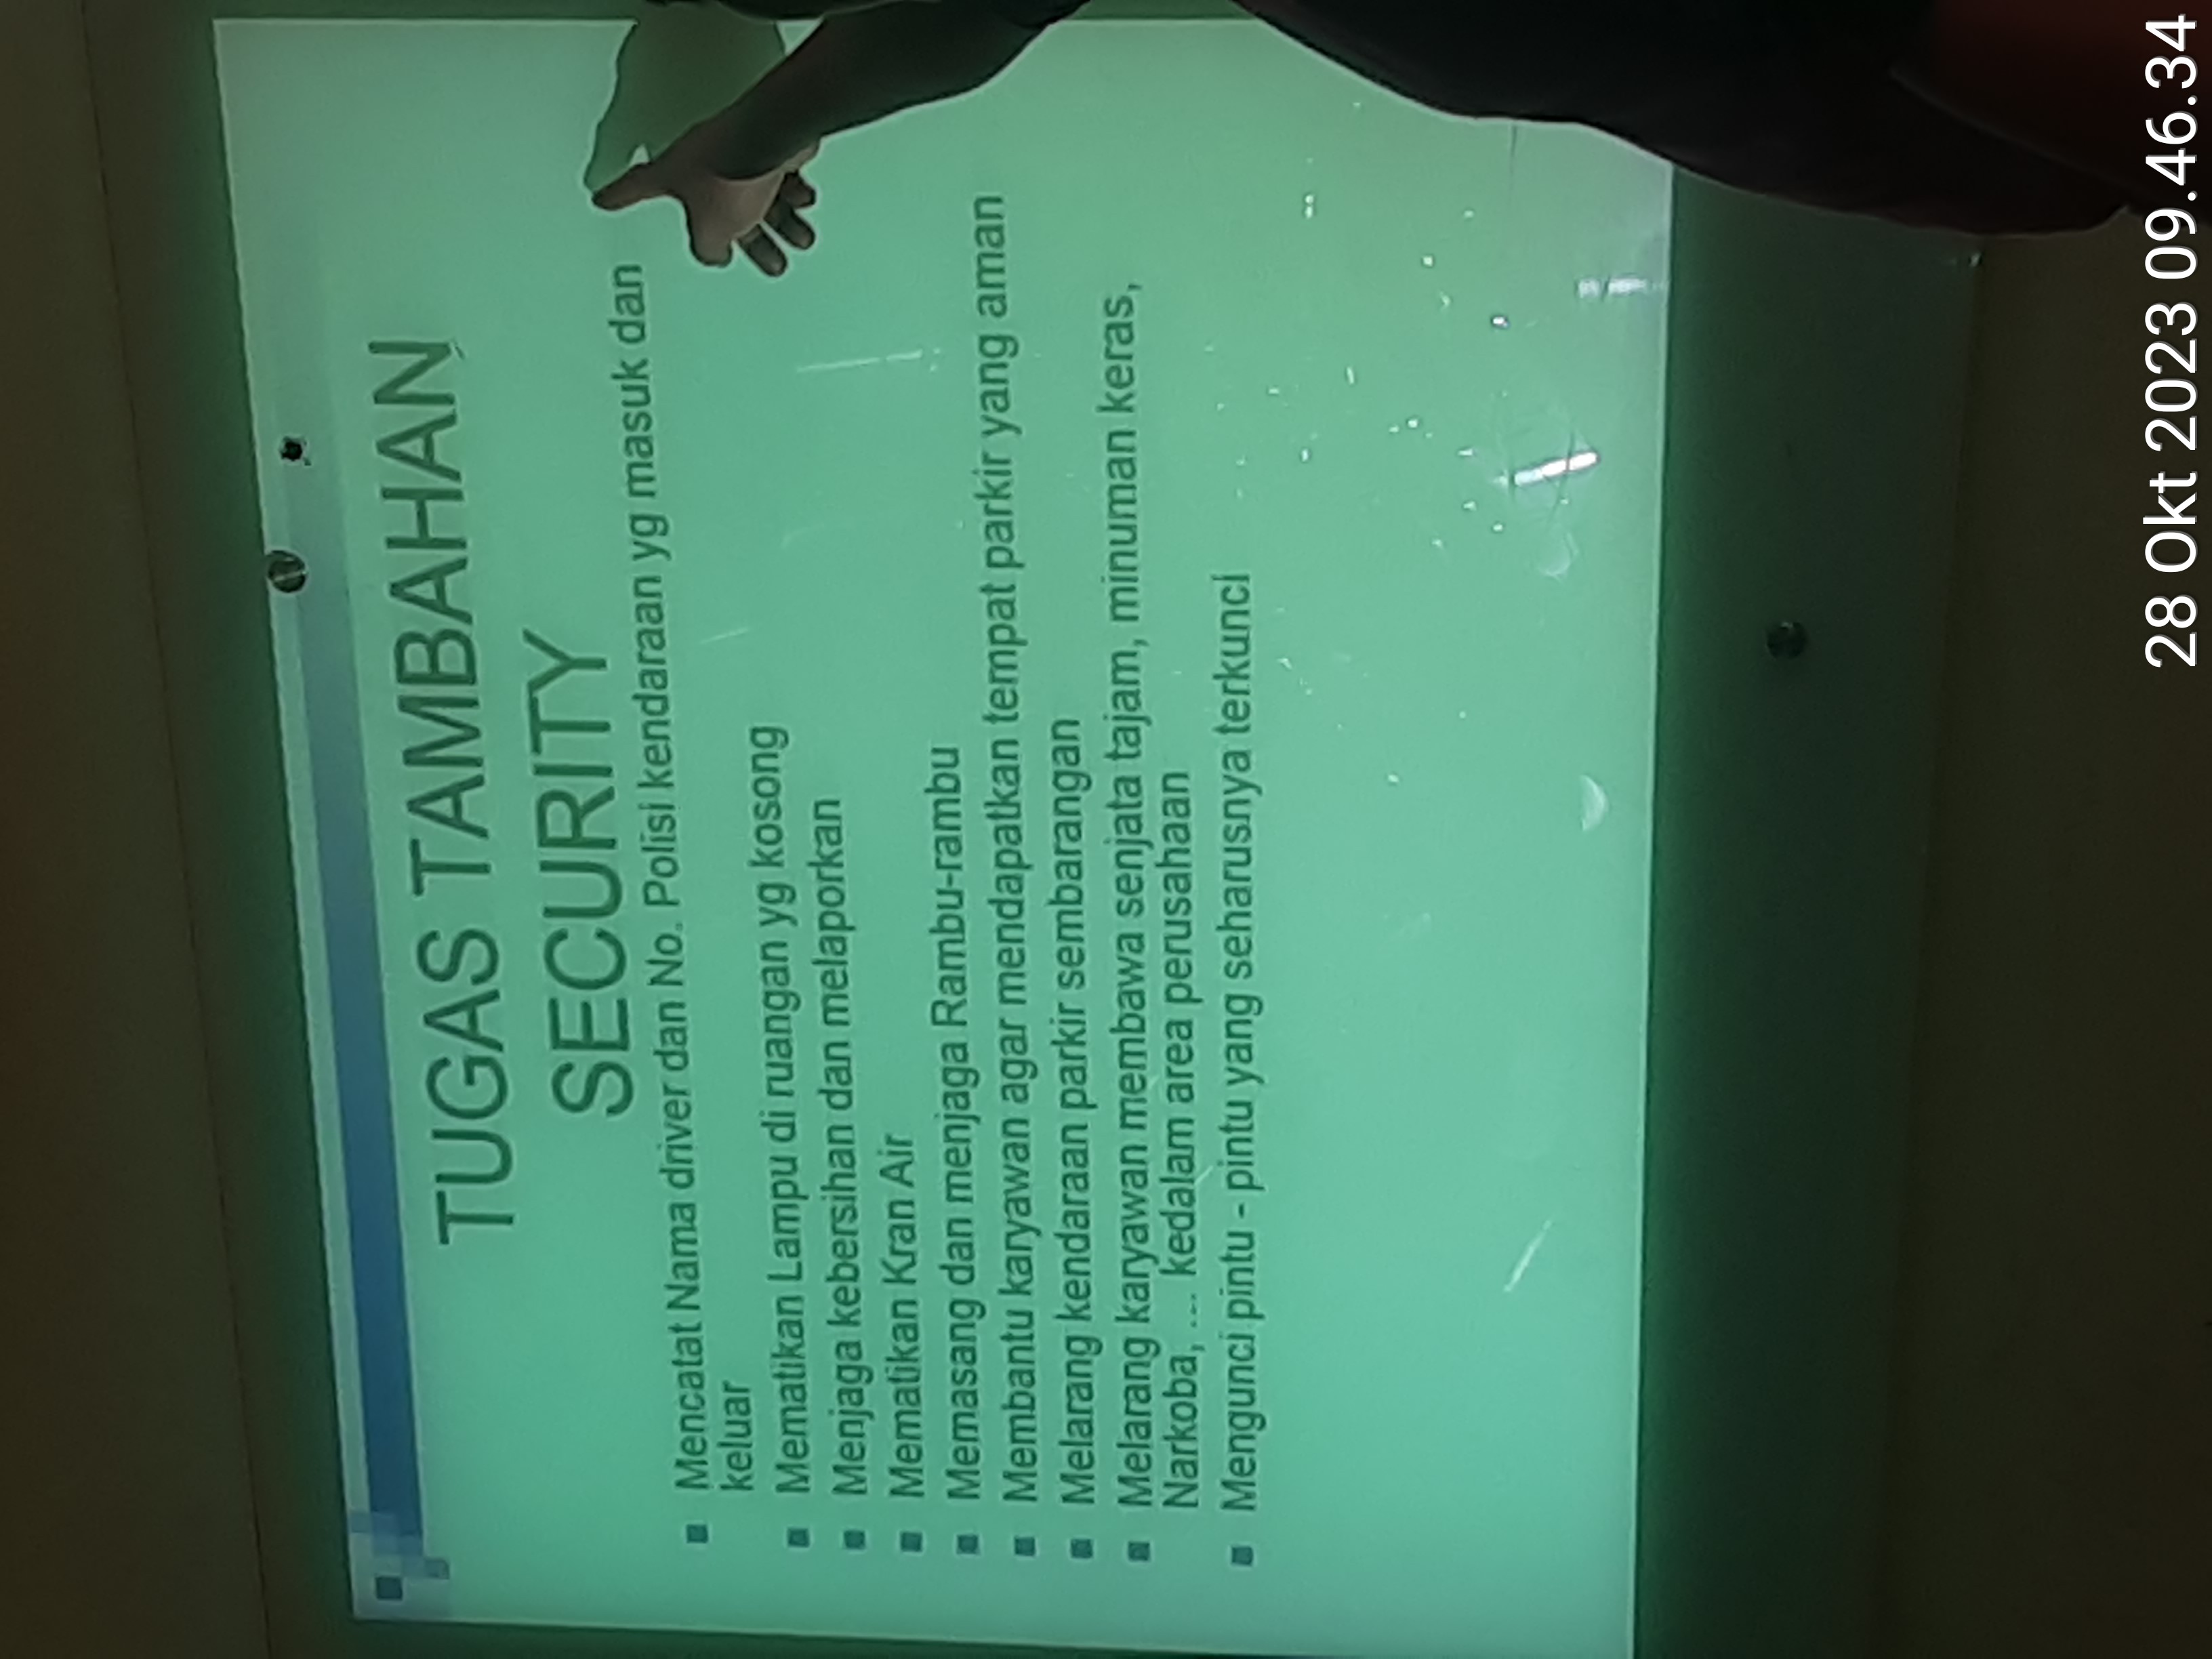 TUGAS TAMBAHAN
SECURITY
Mencatat Nama driver dan No. Polisi kendaraan yg masuk dan
keluar
Mematikan Lampu di ruangan yg kosong
Menjaga kebersihan dan melaporkan
Mematikan Kran Air
Memasang dan menjaga Rambu-rambu
Membantu karyawan agar mendapatkan tempat parkir yang aman
Melarang kendaraan parkir sembarangan
Melarang karyawan membawa senjata tajam, minuman keras,
Narkoba, ... kedalam area perusahaan
Mengunci pintu - pintu yang seharusnya terkunci
28 Okt 2023 09.46.34